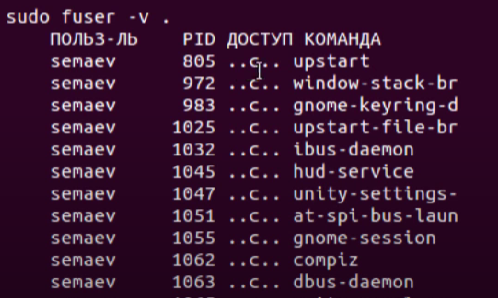 sudo fuser -v .
ПОЛЬЗ-ЛЬ PID ДОСТУП КОМАНДА
semaev 805 ..c.. upstart
semaev 972 ..c.. window-stack-br
semaev 983 ..c.. gnome-keyring-d
semaev 1025 ..c.. upstart-file-br
semaev 1032 ..c.. ibus-daemon
semaev 1045 ..c.. hud-service
semaev 1047 ..c.. unity-settings-
semaev 1051 ..c.. at-spi-bus-laun
semaev 1055 ..c.. gnome-session
semaev 1062 ..c.. compiz
semaev 1063 ..c.. dbus-daemon